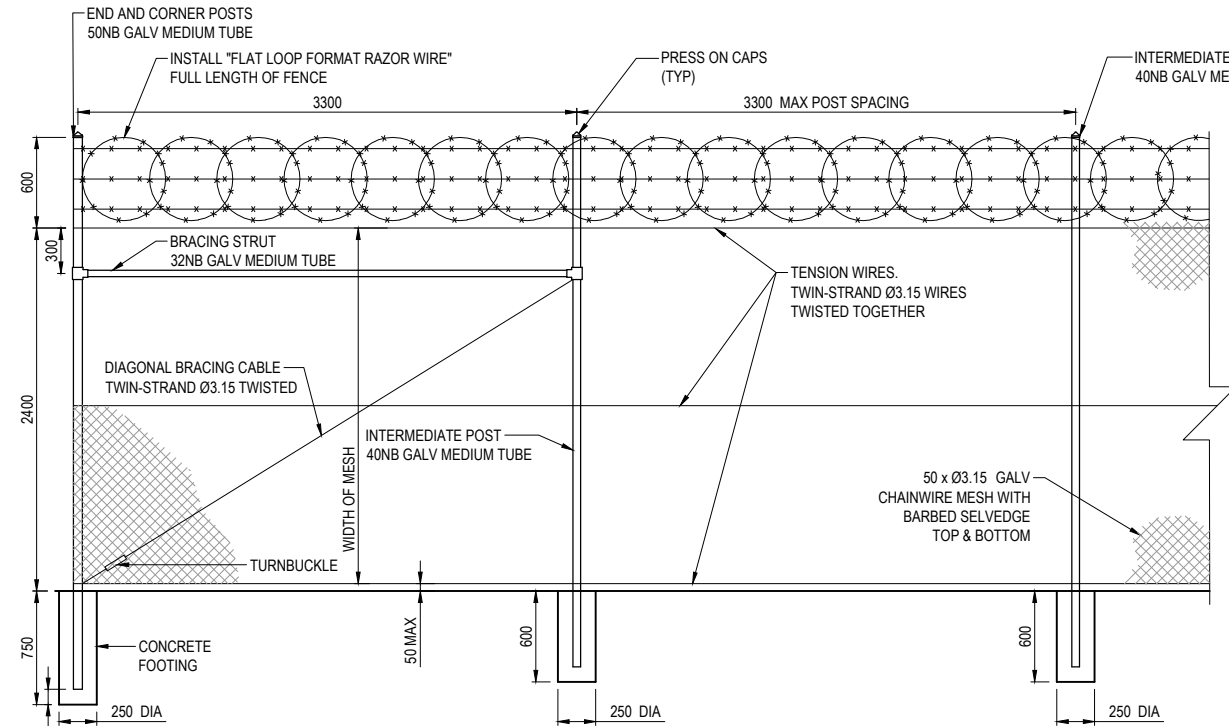 END AND CORNER POSTS
50NB GALV MEDIUM TUBE
INSTALL "FLAT LOOP FORMAT RAZOR WIRE"
FULL LENGTH OF FENCE
PRESS ON CAPS
(TYP)
INTERMEDIATE
40NB GALV ME
3300
3300 MAX POST SPACING
600
300
BRACING STRUT
32NB GALV MEDIUM TUBE
TENSION WIRES.
TWIN-STRAND Ø3.15 WIRES
TWISTED TOGETHER
DIAGONAL BRACING CABLE
TWIN-STRAND Ø3.15 TWISTED
2400
INTERMEDIATE POST
40NB GALV MEDIUM TUBE
WIDTH OF MESH
50 x Ø3.15 GALV
CHAINWIRE MESH WITH
BARBED SELVEDGE
TOP & BOTTOM
TURNBUCKLE
750
CONCRETE
FOOTING
50 MAX
600
600
250 DIA
250 DIA
250 DIA